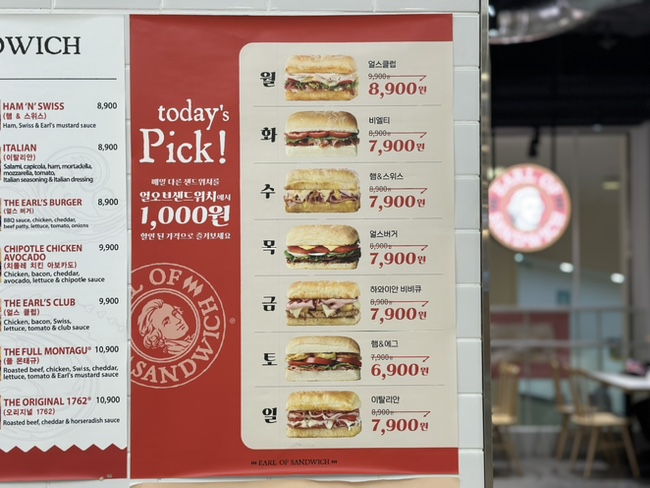 DWICH
HAM 'N' SWISS 8,900
(햄 & 스위스)
Ham, Swiss & Earl's mustard sauce
ITALIAN 8,900
(이탈리안)
Salami, capicola, ham, mortadella,
mozzarella, tomato,
Italian seasoning & Italian dressing
THE EARL'S BURGER 8,900
(얼스 버거)
BBQ sauce, chicken, cheddar,
beef patty, lettuce, tomato, onions
CHIPOTLE CHICKEN 9,900
AVOCADO
(치폴레 치킨 아보카도)
Chicken, bacon, cheddar,
avocado, lettuce & chipotle sauce
THE EARL'S CLUB 9,900
(얼스 클럽)
Chicken, bacon, Swiss,
lettuce, tomato & club sauce
THE FULL MONTAGU® 10,900
(풀 몬테규)
Roasted beef, chicken, Swiss, cheddar,
lettuce, tomato & Earl's mustard sauce
THE ORIGINAL 1762® 10,900
(오리지널 1762)
Roasted beef, cheddar & horseradish sauce
today's
Pick!
매일 다른 샌드위치를
얼오브샌드위치에서
1,000원
할인 된 가격으로 즐겨보세요
EARL OF SANDWICH ®
월 얼스클럽
9,900원
8,900원
화 비엘티
8,900원
7,900원
수 햄&스위스
8,900원
7,900원
목 얼스버거
8,900원
7,900원
금 하와이안 비비큐
8,900원
7,900원
토 햄&에그
7,900원
6,900원
일 이탈리안
8,900원
7,900원
EARL OF SANDWICH
EARL OF
SANDWICH